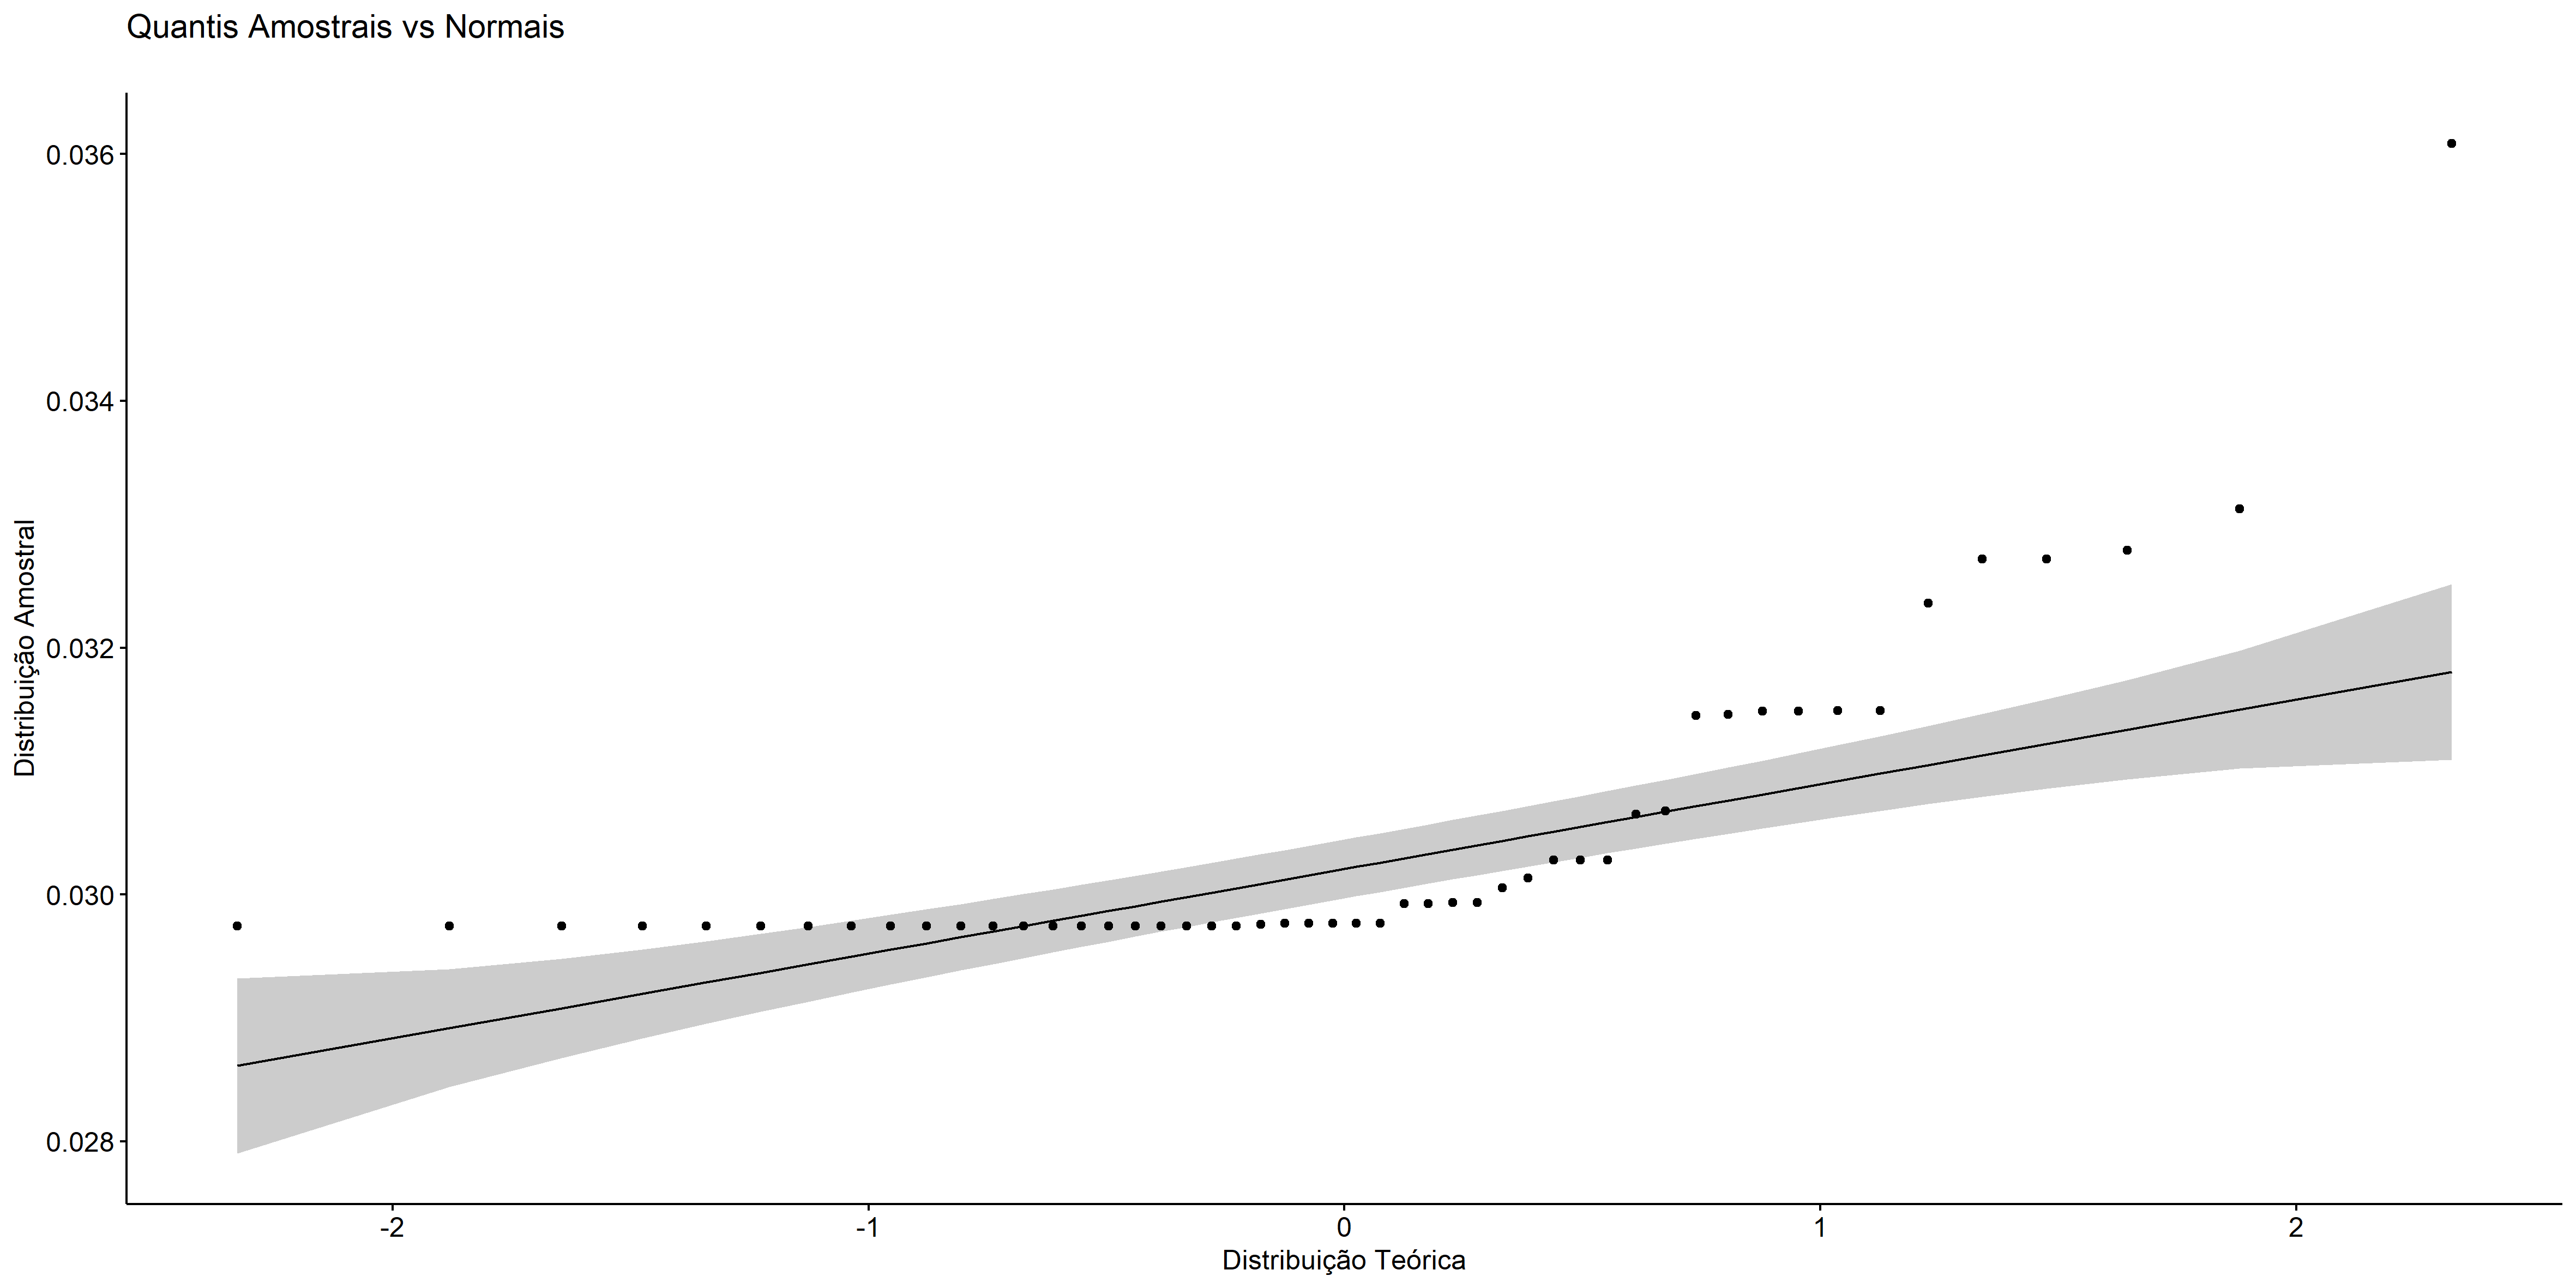 Quantis Amostrais vs Normais
Distribuição Amostral
0.036
0.034
0.032
0.030
0.028
-2 -1 0 1 2
Distribuição Teórica